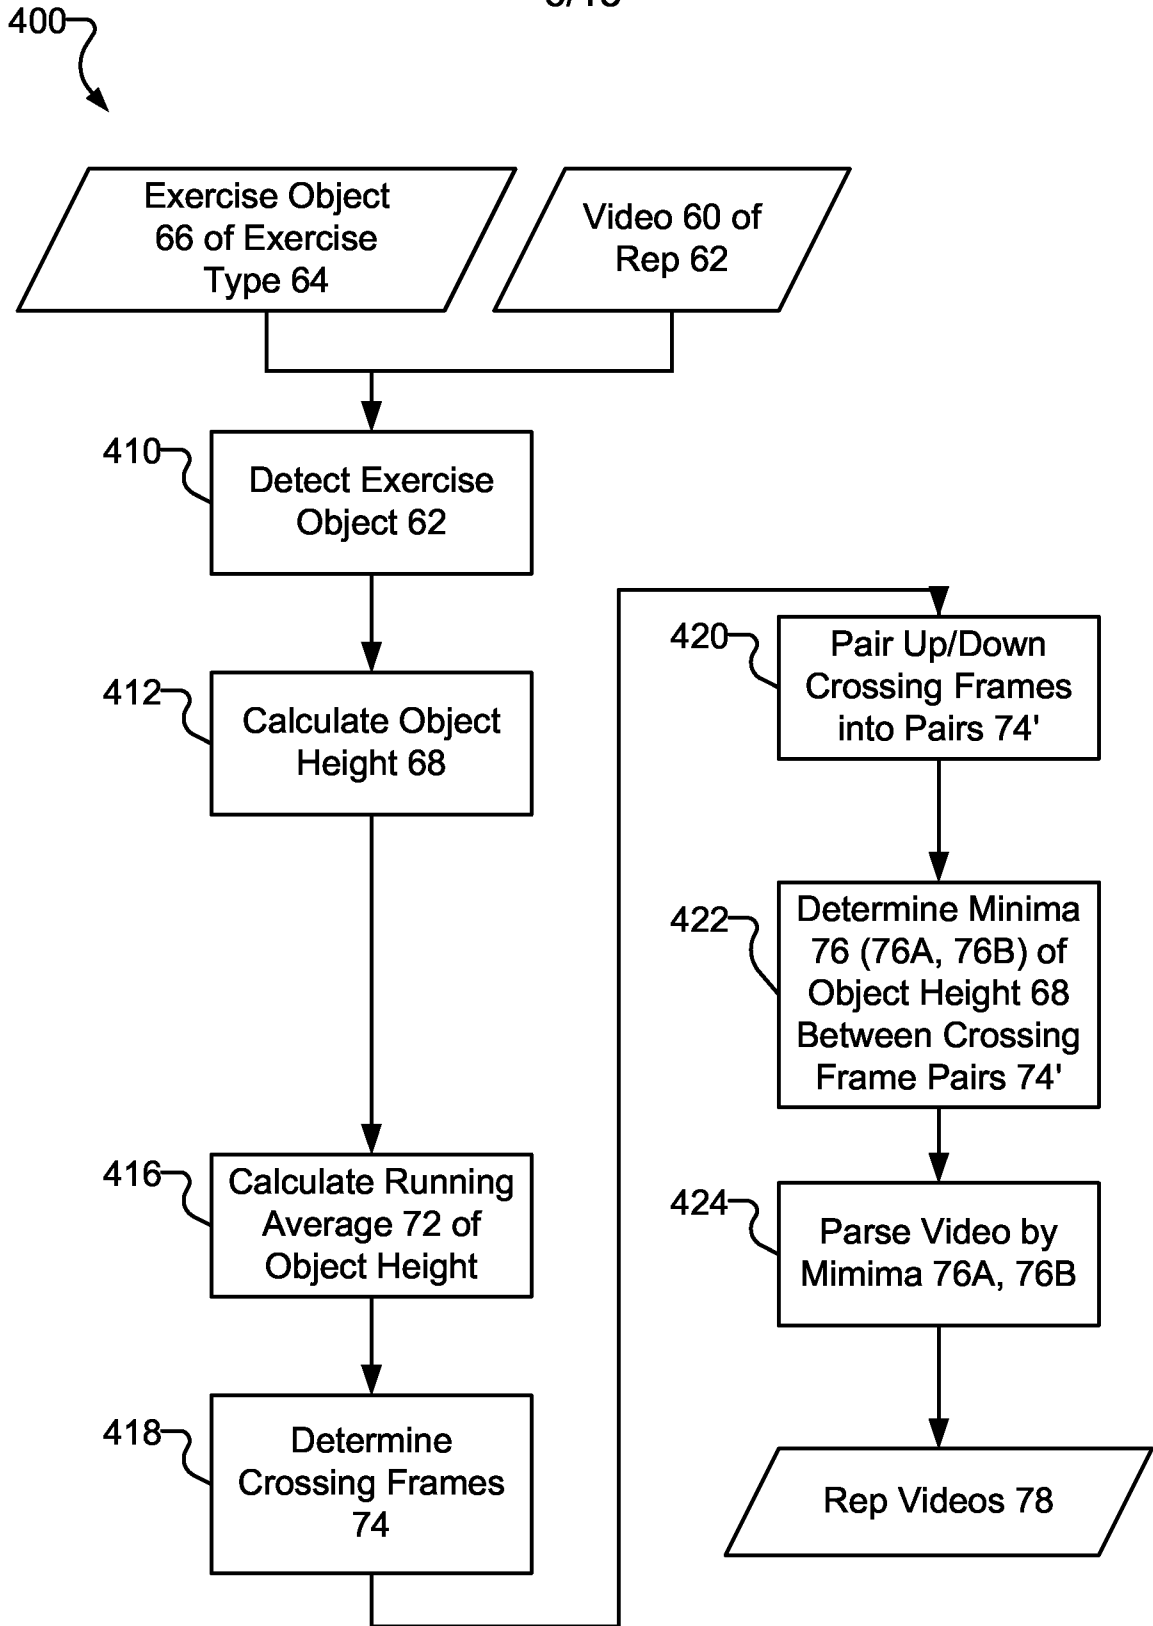 400
Exercise Object
66 of Exercise
Type 64
Video 60 of
Rep 62
410
Detect Exercise
Object 62
412
Calculate Object
Height 68
416
Calculate Running
Average 72 of
Object Height
418
Determine
Crossing Frames
74
420
Pair Up/Down
Crossing Frames
into Pairs 74'
422
Determine Minima
76 (76A, 76B) of
Object Height 68
Between Crossing
Frame Pairs 74'
424
Parse Video by
Mimima 76A, 76B
Rep Videos 78